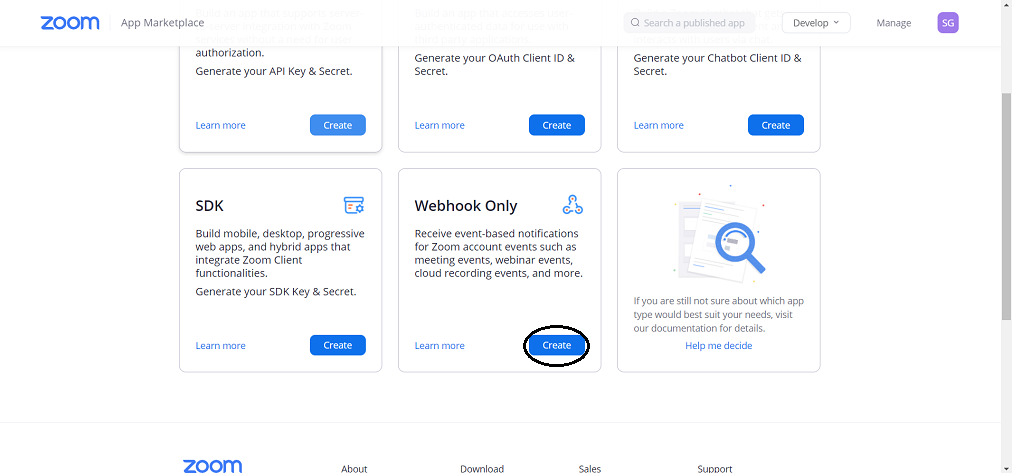 zoom App Marketplace Search a published app Develop Manage SG
authorization.
Generate your API Key & Secret.
Learn more Create
Generate your OAuth Client ID &
Secret.
Learn more Create
Generate your Chatbot Client ID &
Secret.
Learn more Create
SDK
Build mobile, desktop, progressive
web apps, and hybrid apps that
integrate Zoom Client
functionalities.
Generate your SDK Key & Secret.
Learn more Create
Webhook Only
Receive event-based notifications
for Zoom account events such as
meeting events, webinar events,
cloud recording events, and more.
Learn more Create
If you are still not sure about which app
type would best suit your needs, visit
our documentation for details.
Help me decide
zoom About Download Sales Support